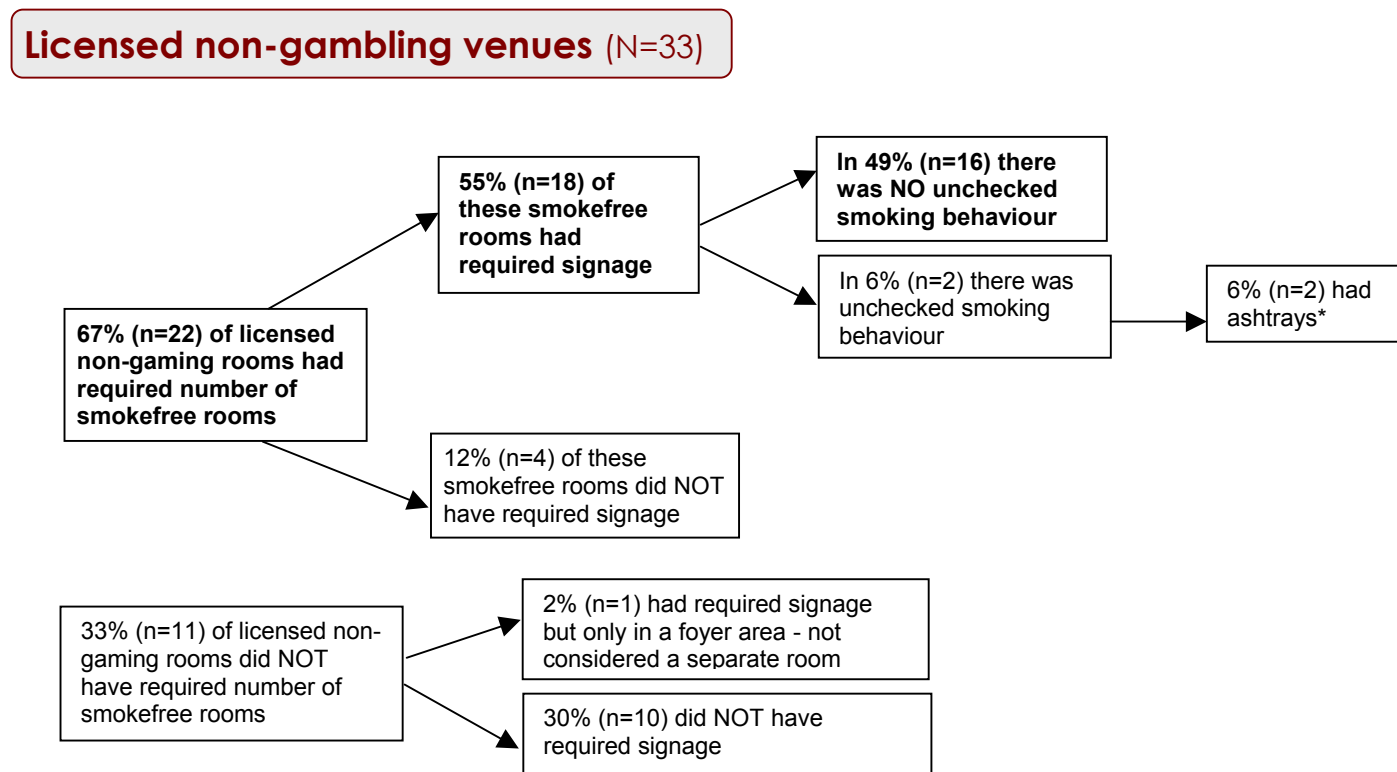 Licensed non-gambling venues (N=33)
55% (n=18) of
these smokefree
rooms had
required signage
In 49% (n=16) there
was NO unchecked
smoking behaviour
In 6% (n=2) there was
unchecked smoking
behaviour
6% (n=2) had
ashtrays*
67% (n=22) of licensed
non-gaming rooms had
required number of
smokefree rooms
12% (n=4) of these
smokefree rooms did NOT
have required signage
33% (n=11) of licensed non-
gaming rooms did NOT
have required number of
smokefree rooms
2% (n=1) had required signage
but only in a foyer area - not
considered a separate room
30% (n=10) did NOT have
required signage